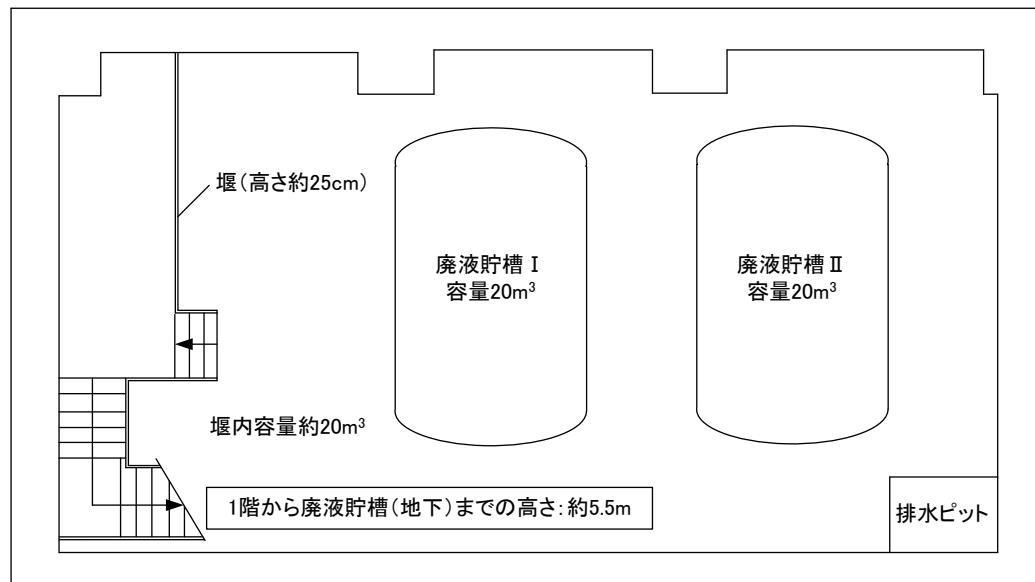 堰(高さ約25cm)
廃液貯槽Ⅰ
容量20m³
廃液貯槽Ⅱ
容量20m³
堰内容量約20m³
1階から廃液貯槽(地下)までの高さ:約5.5m
排水ピット